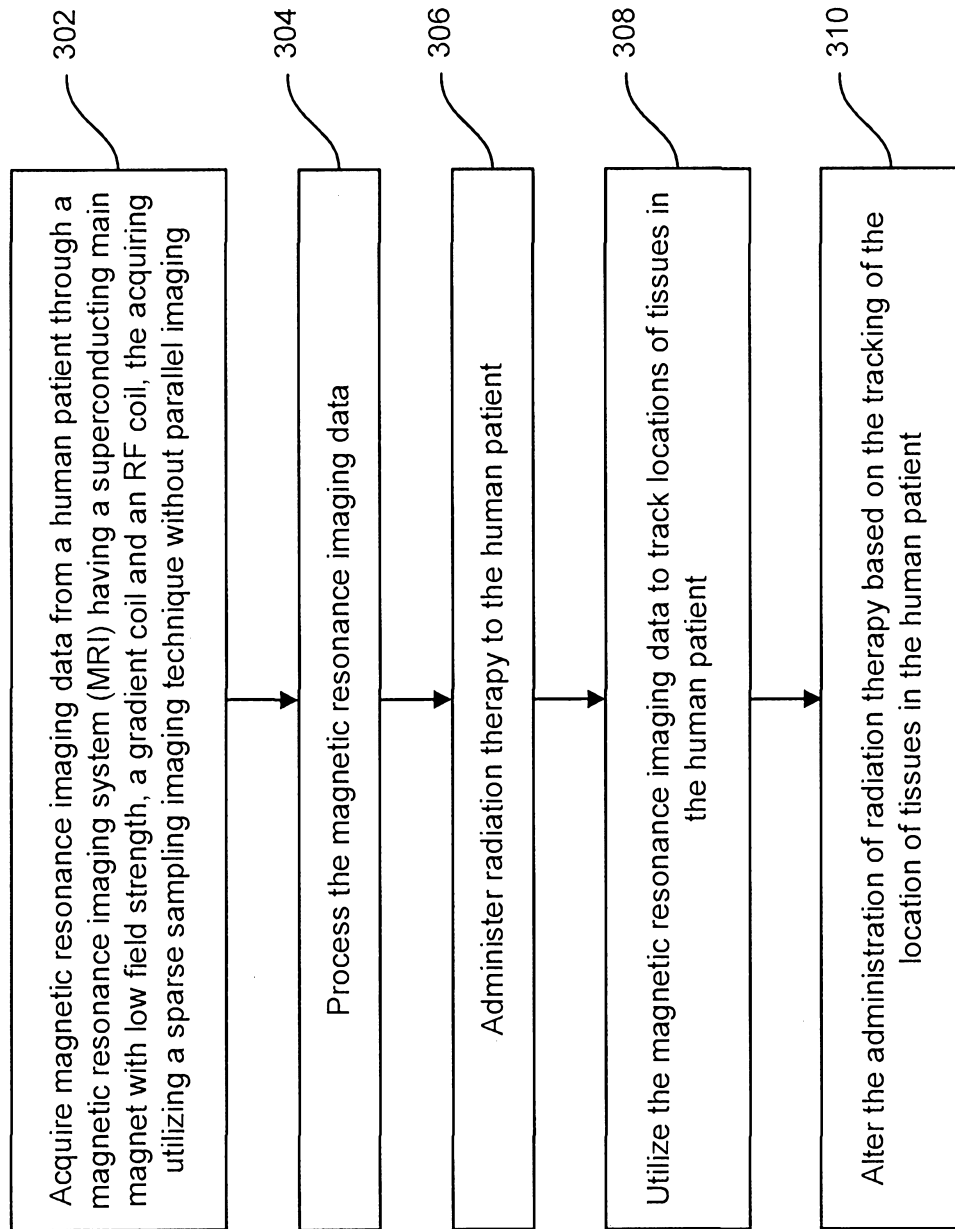 302
Acquire magnetic resonance imaging data from a human patient through a
magnetic resonance imaging system (MRI) having a superconducting main
magnet with low field strength, a gradient coil and an RF coil, the acquiring
utilizing a sparse sampling imaging technique without parallel imaging
304
Process the magnetic resonance imaging data
306
Administer radiation therapy to the human patient
308
Utilize the magnetic resonance imaging data to track locations of tissues in
the human patient
310
Alter the administration of radiation therapy based on the tracking of the
location of tissues in the human patient